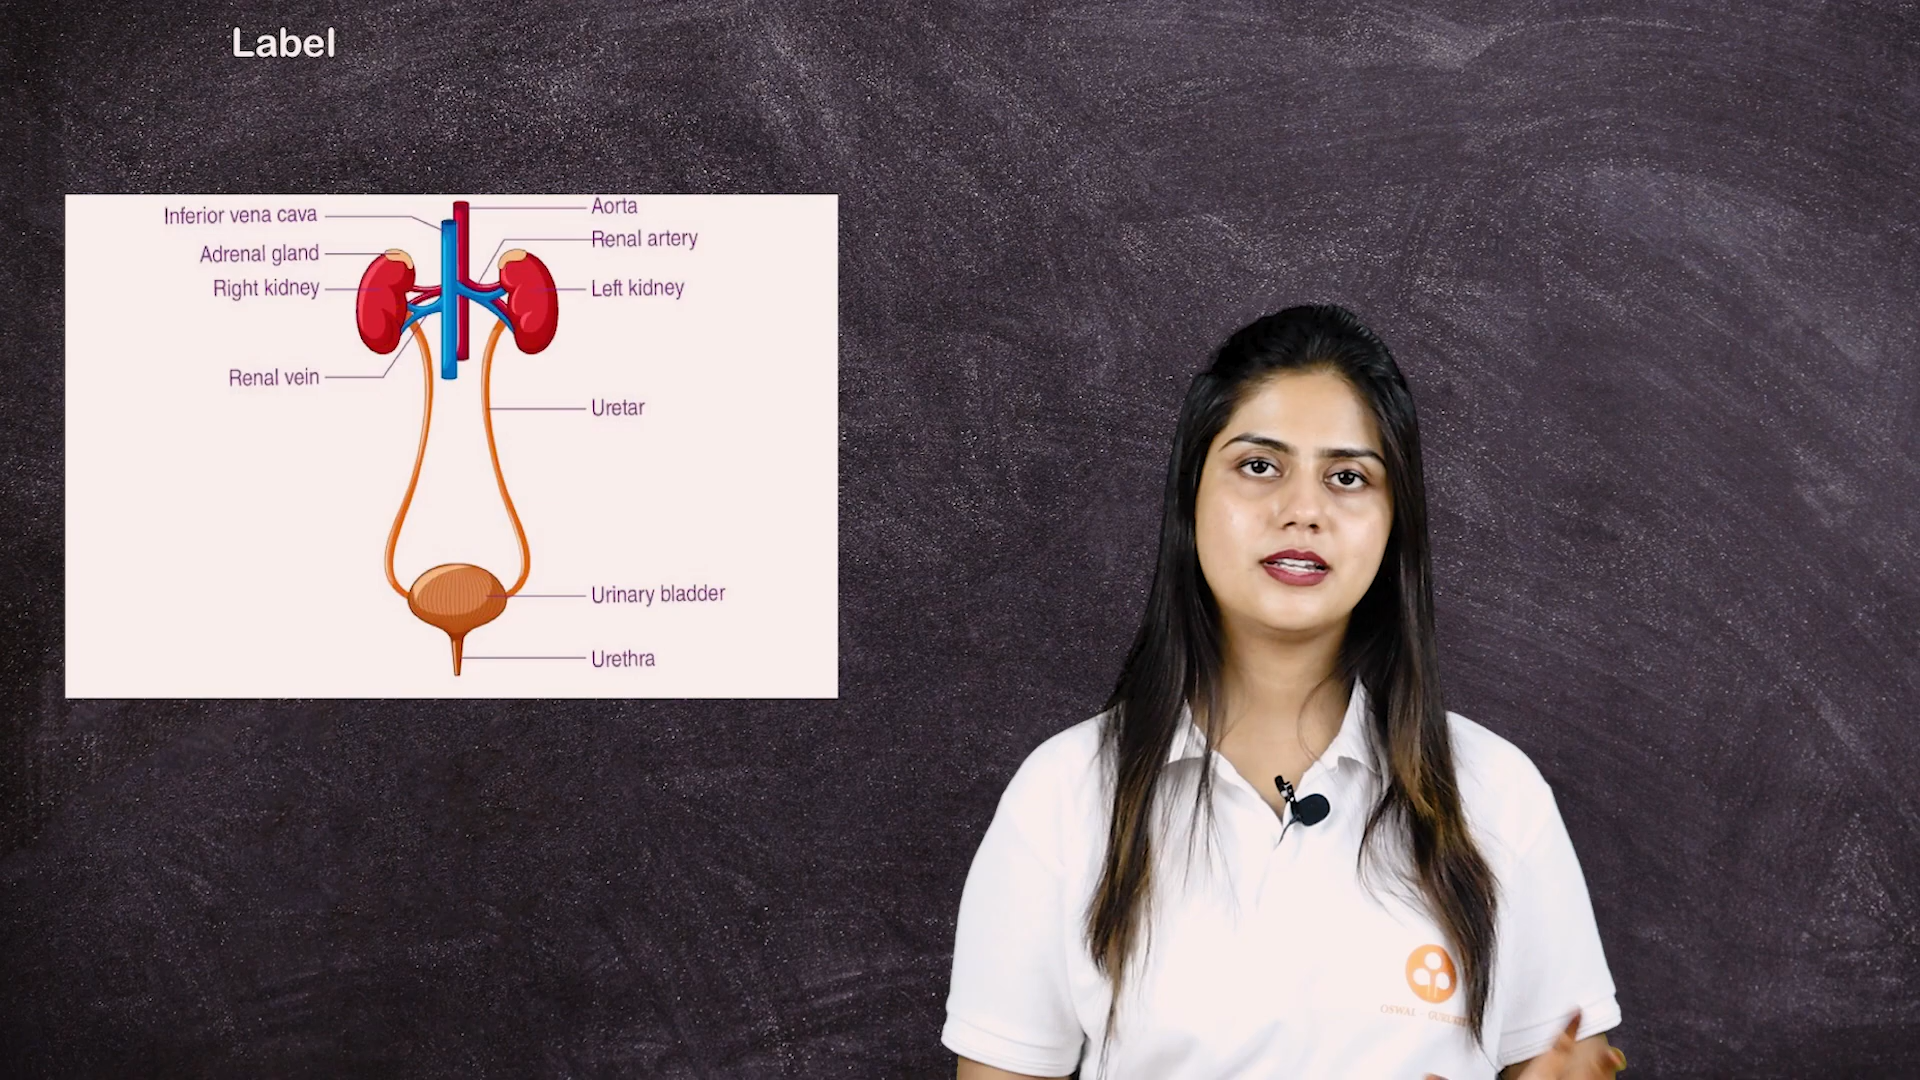 Label
Inferior vena cava
Adrenal gland
Right kidney
Renal vein
Aorta
Renal artery
Left kidney
Uretar
Urinary bladder
Urethra
OSWAL -